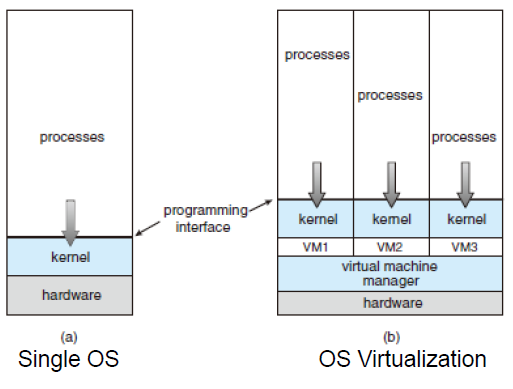 processes
kernel
hardware
(a)
Single OS
programming
interface
processes
processes
processes
kernel kernel kernel
VM1 VM2 VM3
virtual machine
manager
hardware
(b)
OS Virtualization